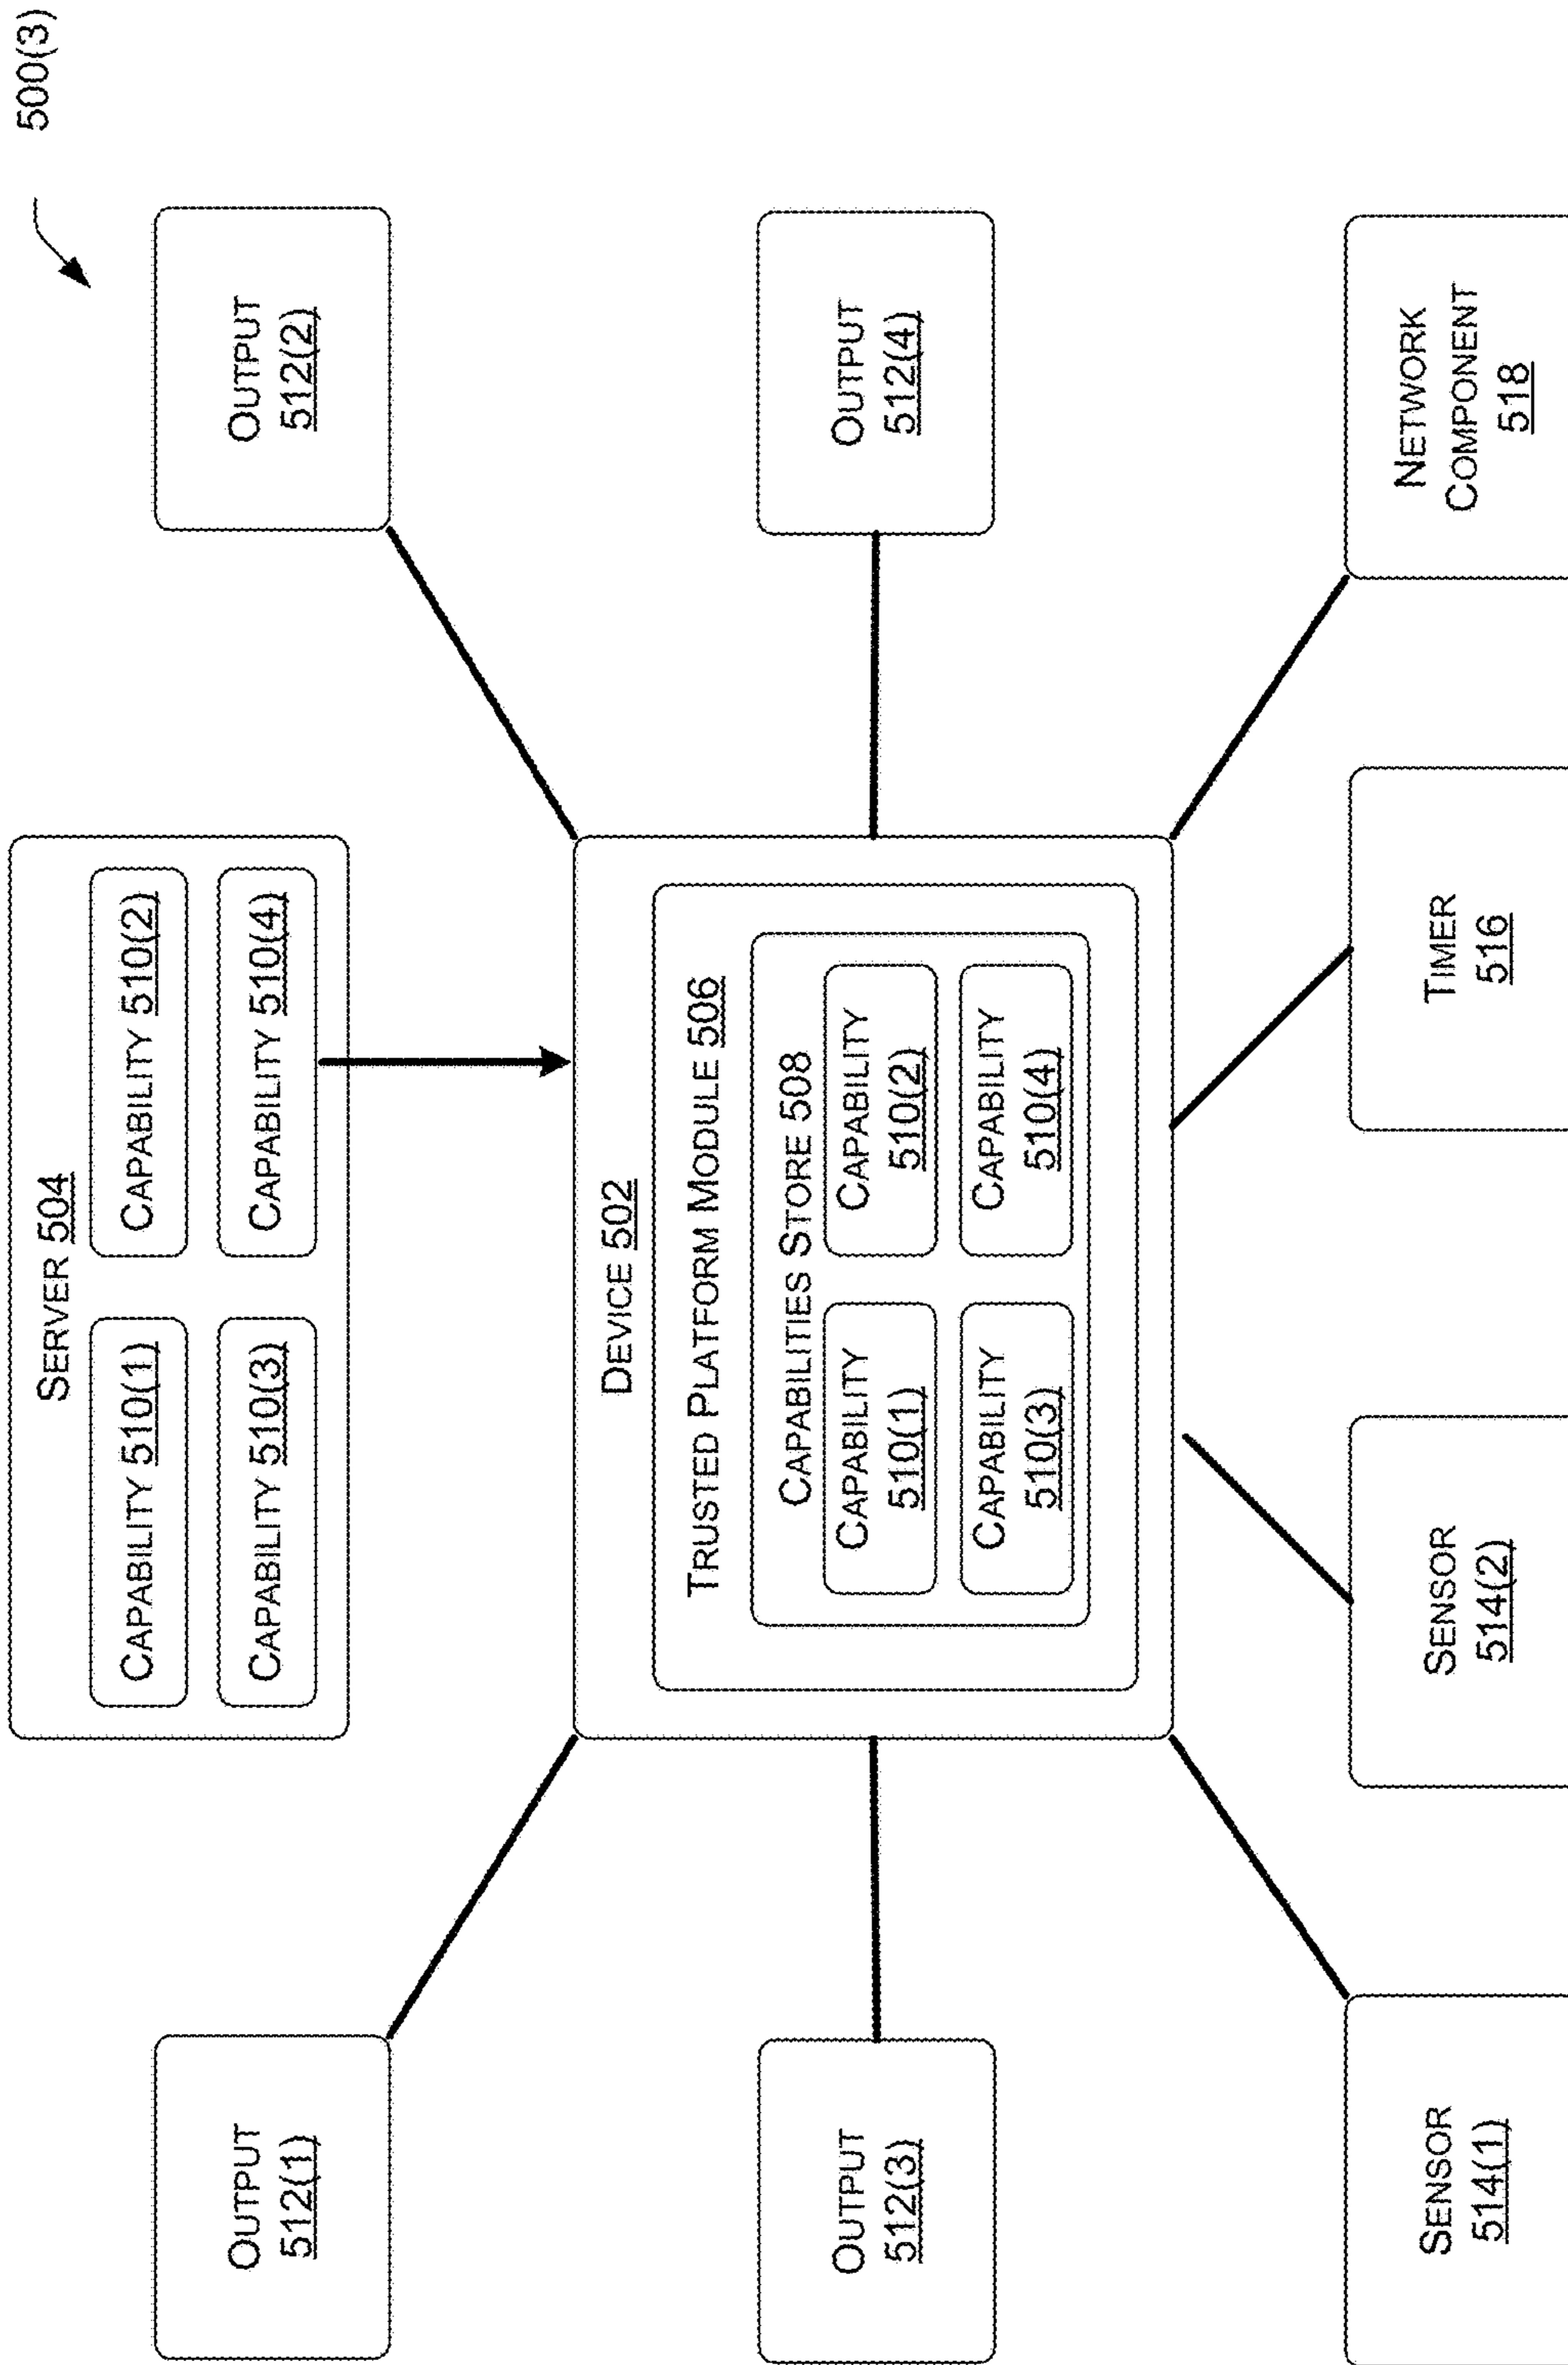 500(3)
SERVER 504
CAPABILITY 510(1)
CAPABILITY 510(2)
CAPABILITY 510(3)
CAPABILITY 510(4)
OUTPUT
512(1)
OUTPUT
512(2)
DEVICE 502
TRUSTED PLATFORM MODULE 506
CAPABILITIES STORE 508
CAPABILITY
510(1)
CAPABILITY
510(2)
CAPABILITY
510(3)
CAPABILITY
510(4)
OUTPUT
512(3)
OUTPUT
512(4)
SENSOR
514(1)
SENSOR
514(2)
TIMER
516
NETWORK
COMPONENT
518